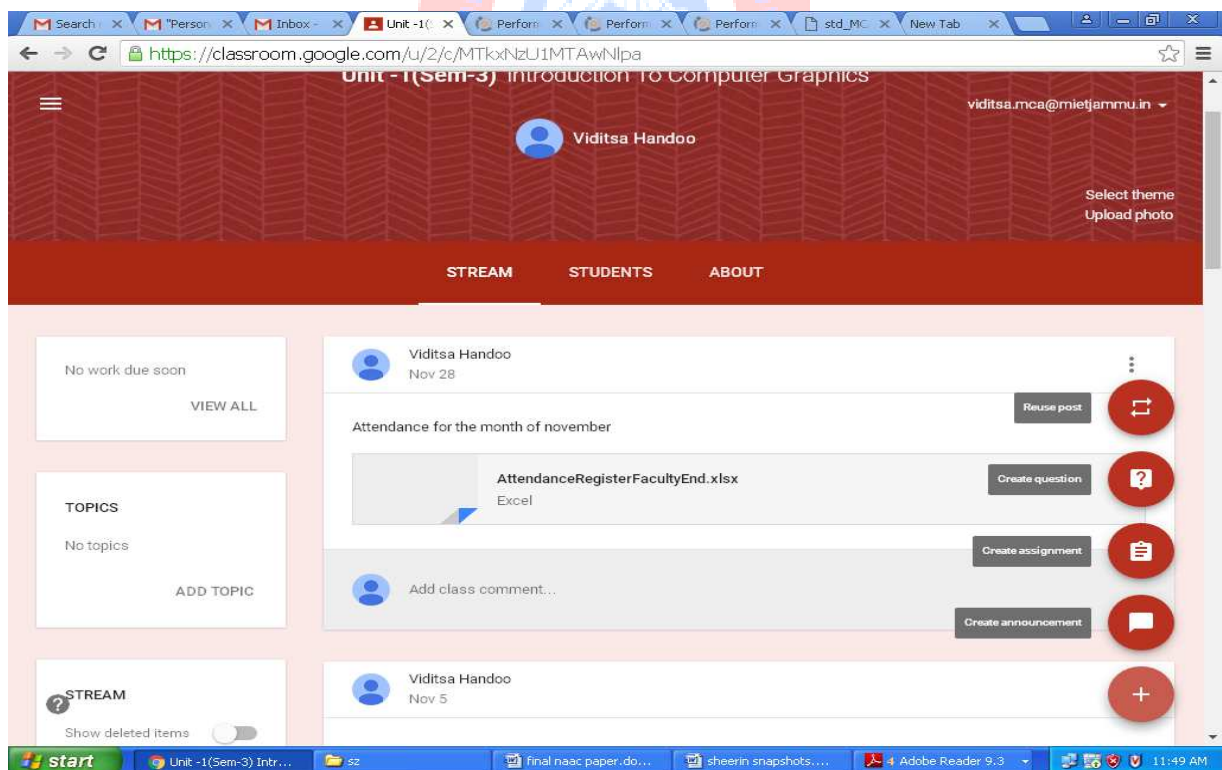 Search
"Person
Inbox -
Unit -1(
Perform
Perform
Perform
std_MC
New Tab
https://classroom.google.com/u/2/c/MTkxNzU1MTAwNlpa
Unit -1(Sem-3) Introduction To Computer Graphics
viditsa.mca@mietjammu.in
Viditsa Handoo
Select theme
Upload photo
STREAM STUDENTS ABOUT
No work due soon
VIEW ALL
TOPICS
No topics
ADD TOPIC
STREAM
Show deleted items
Viditsa Handoo
Nov 28
Attendance for the month of november
AttendanceRegisterFacultyEnd.xlsx
Excel
Add class comment...
Viditsa Handoo
Nov 5
Reuse post
Create question
Create assignment
Create announcement
start
Unit -1(Sem-3) Intr...
sz
final naac paper.do...
sheerin snapshots....
4 Adobe Reader 9.3
11:49 AM